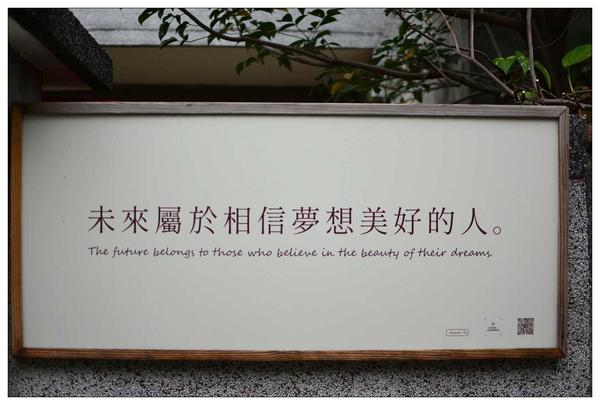 未來屬於相信夢想美好的人。
The future belongs to those who believe in the beauty of their dreams.